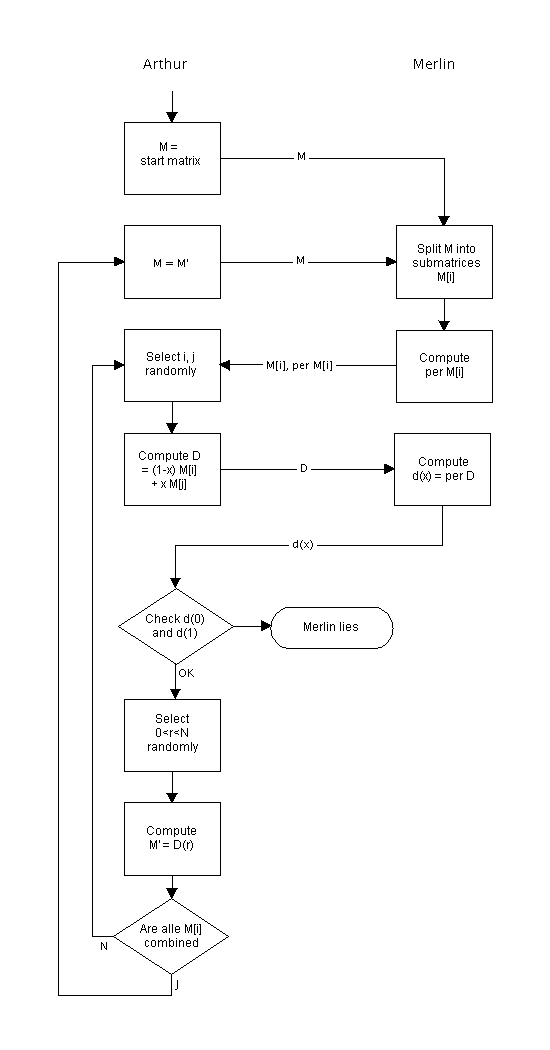 Arthur
Merlin
M =
start matrix
M
M = M'
M
Split M into
submatrices
M[i]
Select i, j
randomly
M[i], per M[i]
Compute
per M[i]
Compute D
= (1-x) M[i]
+ x M[j]
D
Compute
d(x) = per D
d(x)
Check d(0)
and d(1)
Merlin lies
OK
Select
0<r<N
randomly
Compute
M' = D(r)
Are alle M[i]
combined
N
J